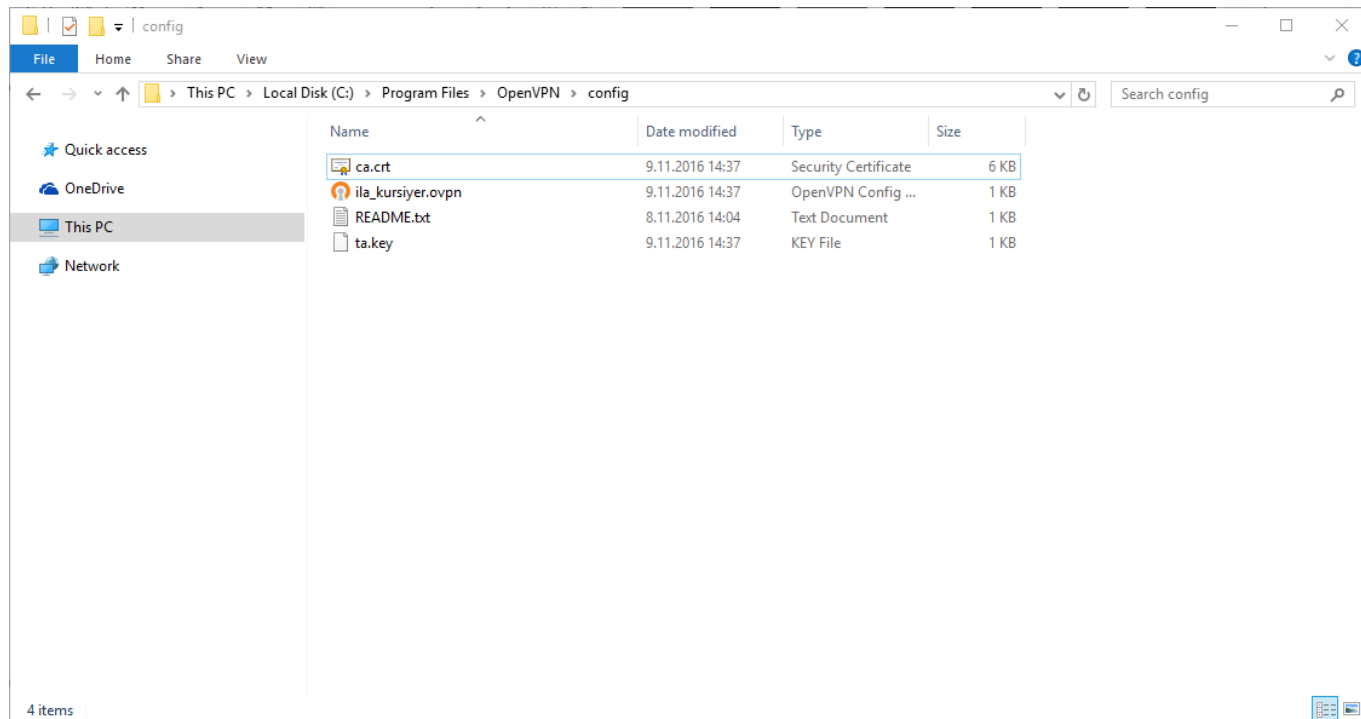 config
File Home Share View
This PC > Local Disk (C:) > Program Files > OpenVPN > config
Search config
Quick access
OneDrive
This PC
Network
Name Date modified Type Size
ca.crt 9.11.2016 14:37 Security Certificate 6 KB
ila_kursiyer.ovpn 9.11.2016 14:37 OpenVPN Config ... 1 KB
README.txt 8.11.2016 14:04 Text Document 1 KB
ta.key 9.11.2016 14:37 KEY File 1 KB
4 items